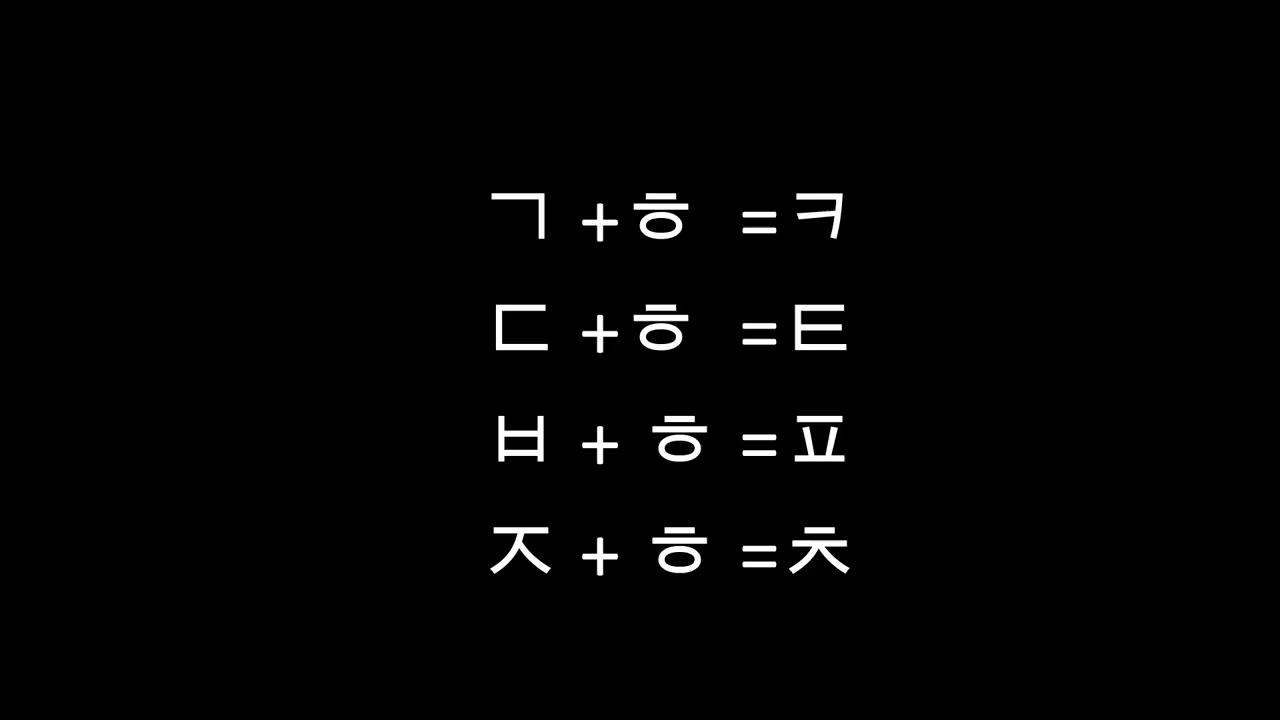 ㄱ +ㅎ =ㅋ
ㄷ +ㅎ =ㅌ
ㅂ + ㅎ =ㅍ
ㅈ + ㅎ =ㅊ